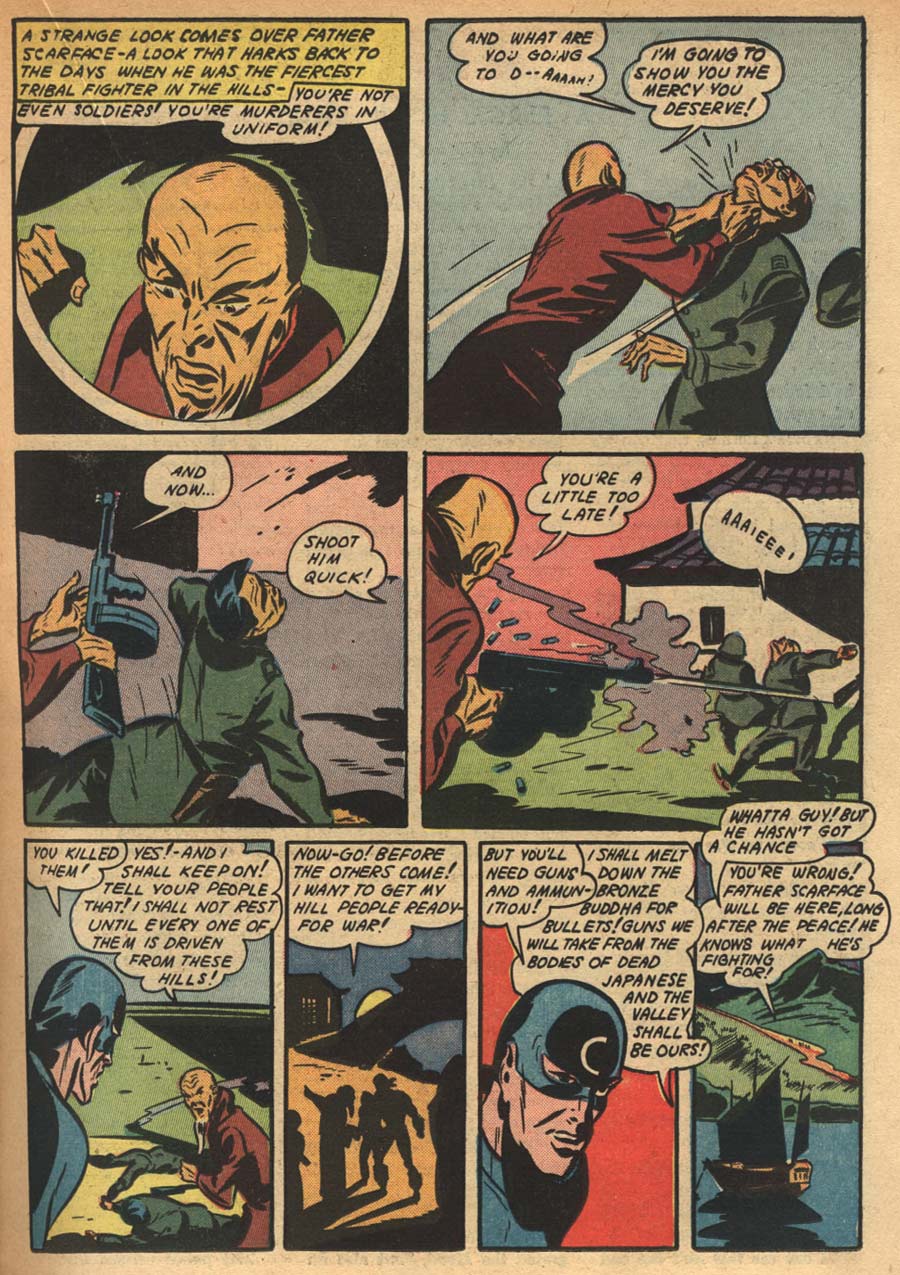 A STRANGE LOOK COMES OVER FATHER
SCARFACE-A LOOK THAT HARKS BACK TO
THE DAYS WHEN HE WAS THE FIERCEST
TRIBAL FIGHTER IN THE HILLS-
YOU'RE NOT
EVEN SOLDIERS! YOU'RE MURDERERS IN
UNIFORM!
AND WHAT ARE
YOU GOING
TO D--AAAAH!
I'M GOING TO
SHOW YOU THE
MERCY YOU
DESERVE!
AND
NOW...
SHOOT
HIM
QUICK!
YOU'RE A
LITTLE TOO
LATE!
AAAIEEE!
YOU KILLED
THEM!
YES!-AND I
SHALL KEEP ON!
TELL YOUR PEOPLE
THAT! I SHALL NOT REST
UNTIL EVERY ONE OF
THEM IS DRIVEN
FROM THESE
HILLS!
NOW-GO! BEFORE
THE OTHERS COME!
I WANT TO GET MY
HILL PEOPLE READY-
FOR WAR!
BUT YOU'LL
NEED GUNS
AND AMMUN-
ITION!
I SHALL MELT
DOWN THE
BRONZE
BUDDHA FOR
BULLETS! GUNS WE
WILL TAKE FROM THE
BODIES OF DEAD
JAPANESE
AND THE
VALLEY
SHALL
BE OURS!
WHATTA GUY! BUT
HE HASN'T GOT
A CHANCE
YOU'RE WRONG!
FATHER SCARFACE
WILL BE HERE, LONG
AFTER THE PEACE! HE
KNOWS WHAT HE'S
FIGHTING
FOR!